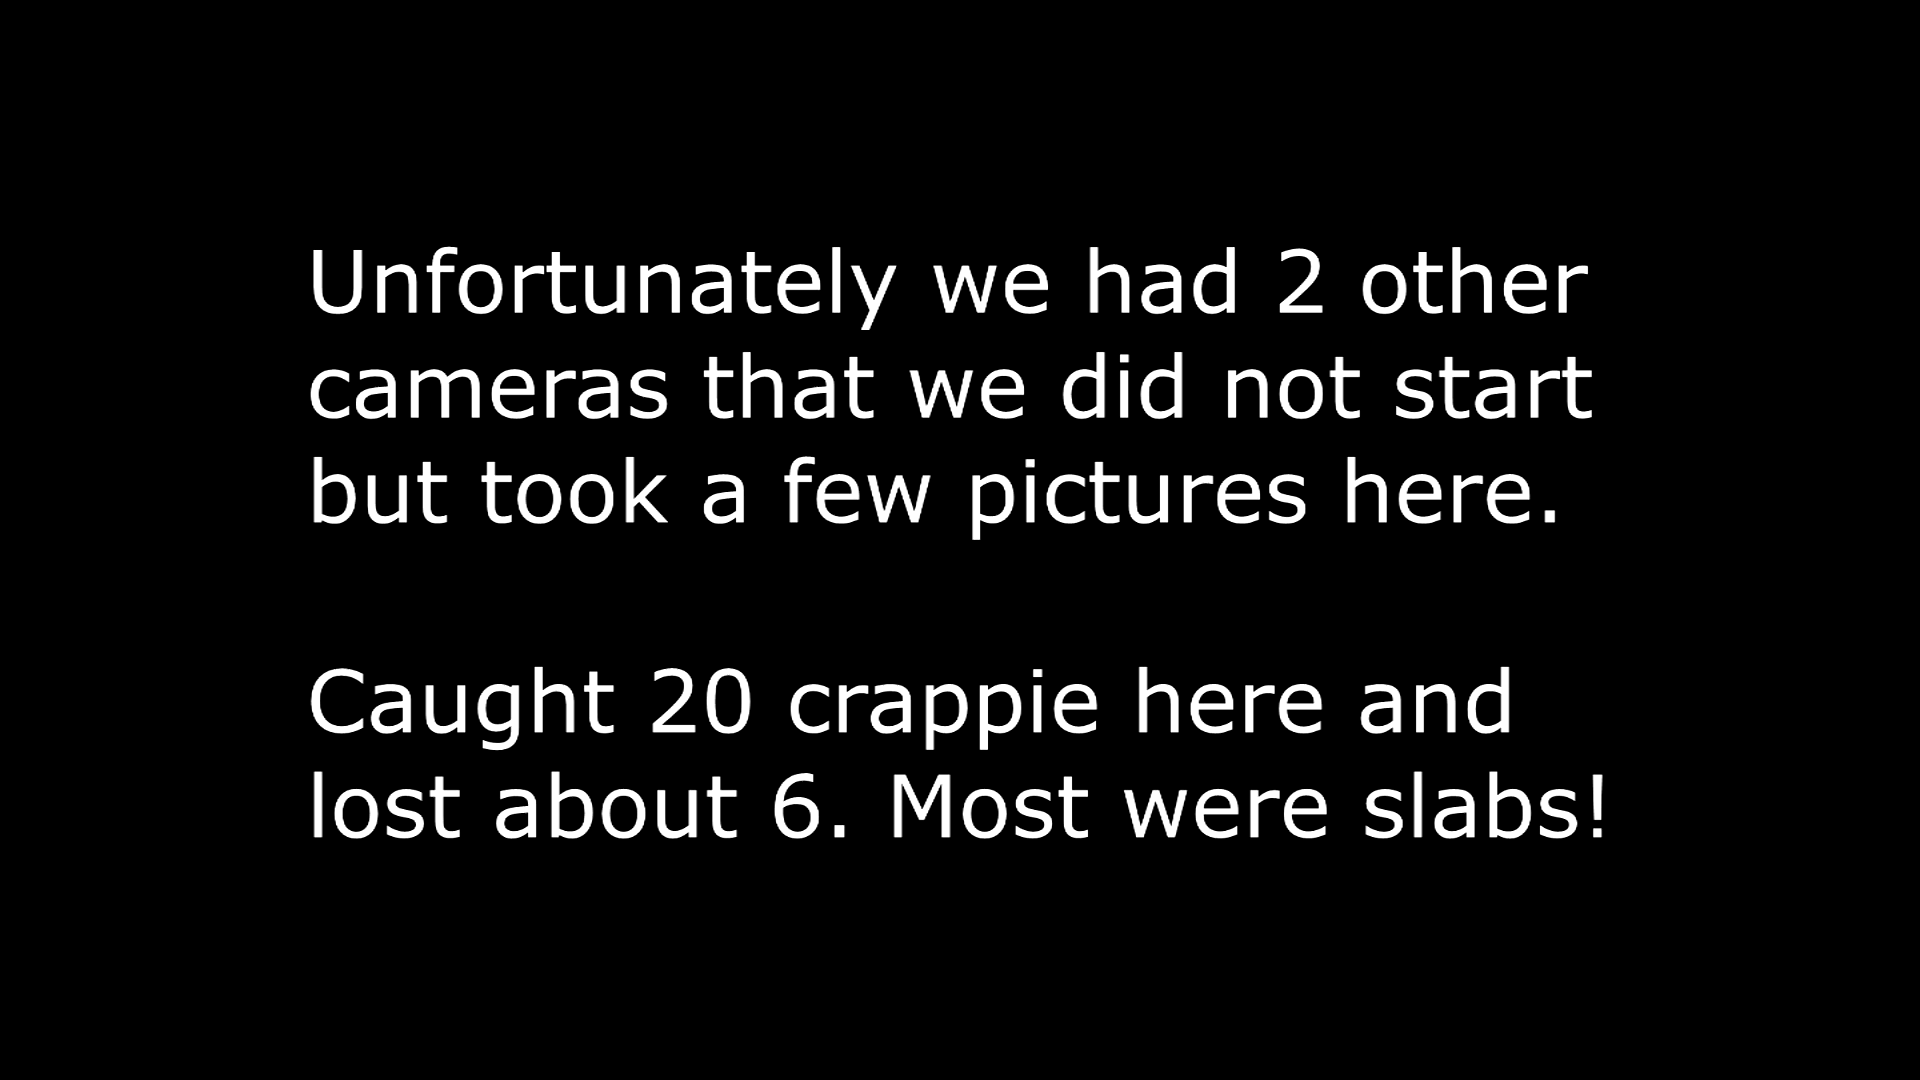 Unfortunately we had 2 other
cameras that we did not start
but took a few pictures here.
Caught 20 crappie here and
lost about 6. Most were slabs!